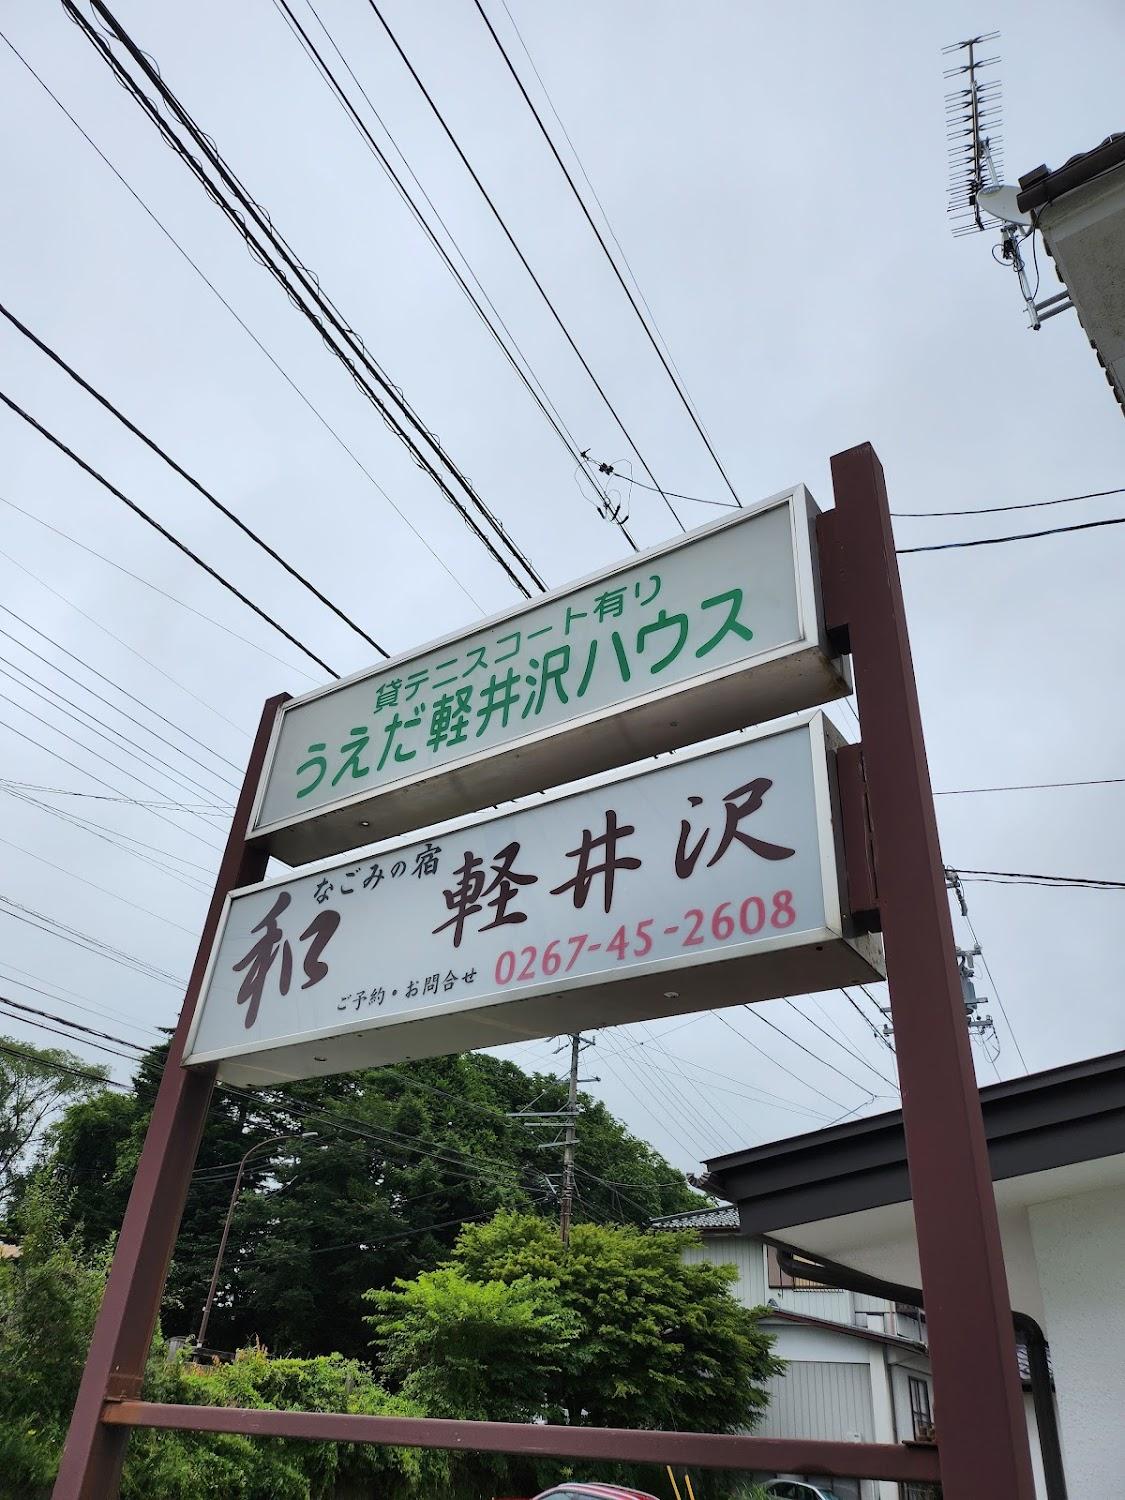 貸テニスコート有り
うえだ軽井沢ハウス
なごみの宿
和 軽井沢
ご予約・お問合せ 0267-45-2608